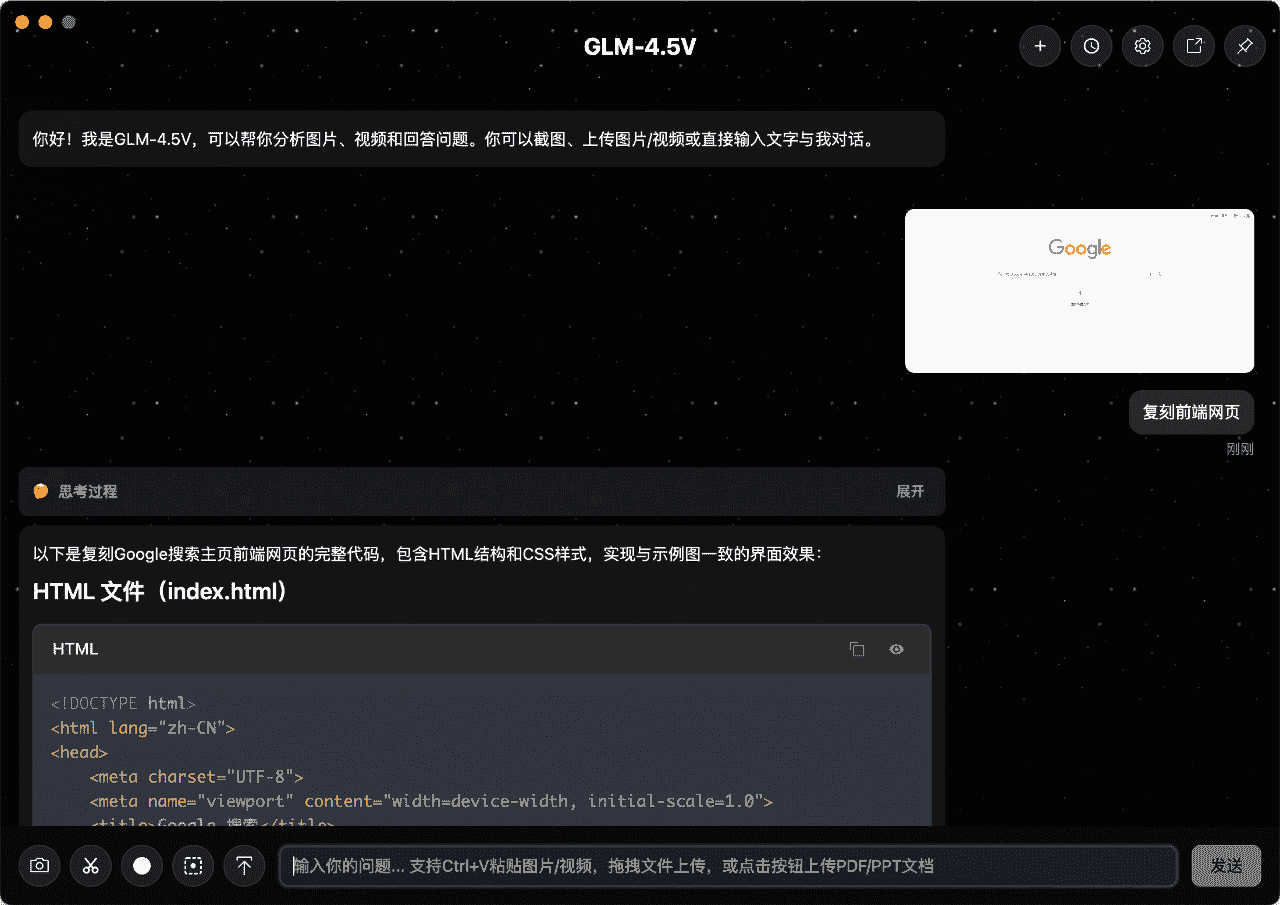 GLM-4.5V
你好！我是GLM-4.5V，可以帮你分析图片、视频和回答问题。你可以截图、上传图片/视频或直接输入文字与我对话。
Google
复刻前端网页
刚刚
思考过程
展开
以下是复刻Google搜索主页前端网页的完整代码，包含HTML结构和CSS样式，实现与示例图一致的界面效果：
HTML 文件（index.html）
HTML
<!DOCTYPE html>
<html lang="zh-CN">
<head>
<meta charset="UTF-8">
<meta name="viewport" content="width=device-width, initial-scale=1.0">
<title>Google 搜索</title>
输入你的问题... 支持Ctrl+V粘贴图片/视频，拖拽文件上传，或点击按钮上传PDF/PPT文档
发送